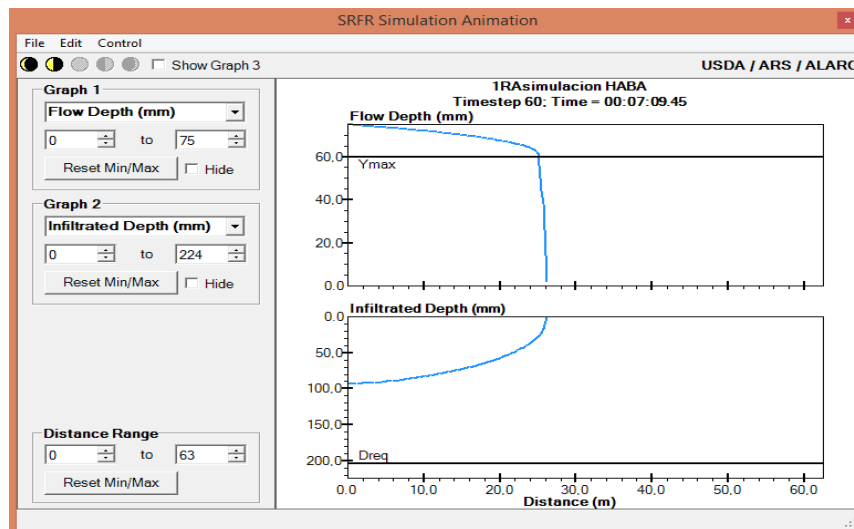 SRFR Simulation Animation
x
File Edit Control
Show Graph 3
USDA / ARS / ALARC
Graph 1
Flow Depth (mm)
0 to 75
Reset Min/Max Hide
Graph 2
Infiltrated Depth (mm)
0 to 224
Reset Min/Max Hide
Distance Range
0 to 63
Reset Min/Max
1RAsimulacion HABA
Timestep 60; Time = 00:07:09.45
Flow Depth (mm)
60.0
Ymax
40.0
20.0
0.0
Infiltrated Depth (mm)
0.0
50.0
100.0
150.0
200.0
Dreq
0.0 10.0 20.0 30.0 40.0 50.0 60.0
Distance (m)